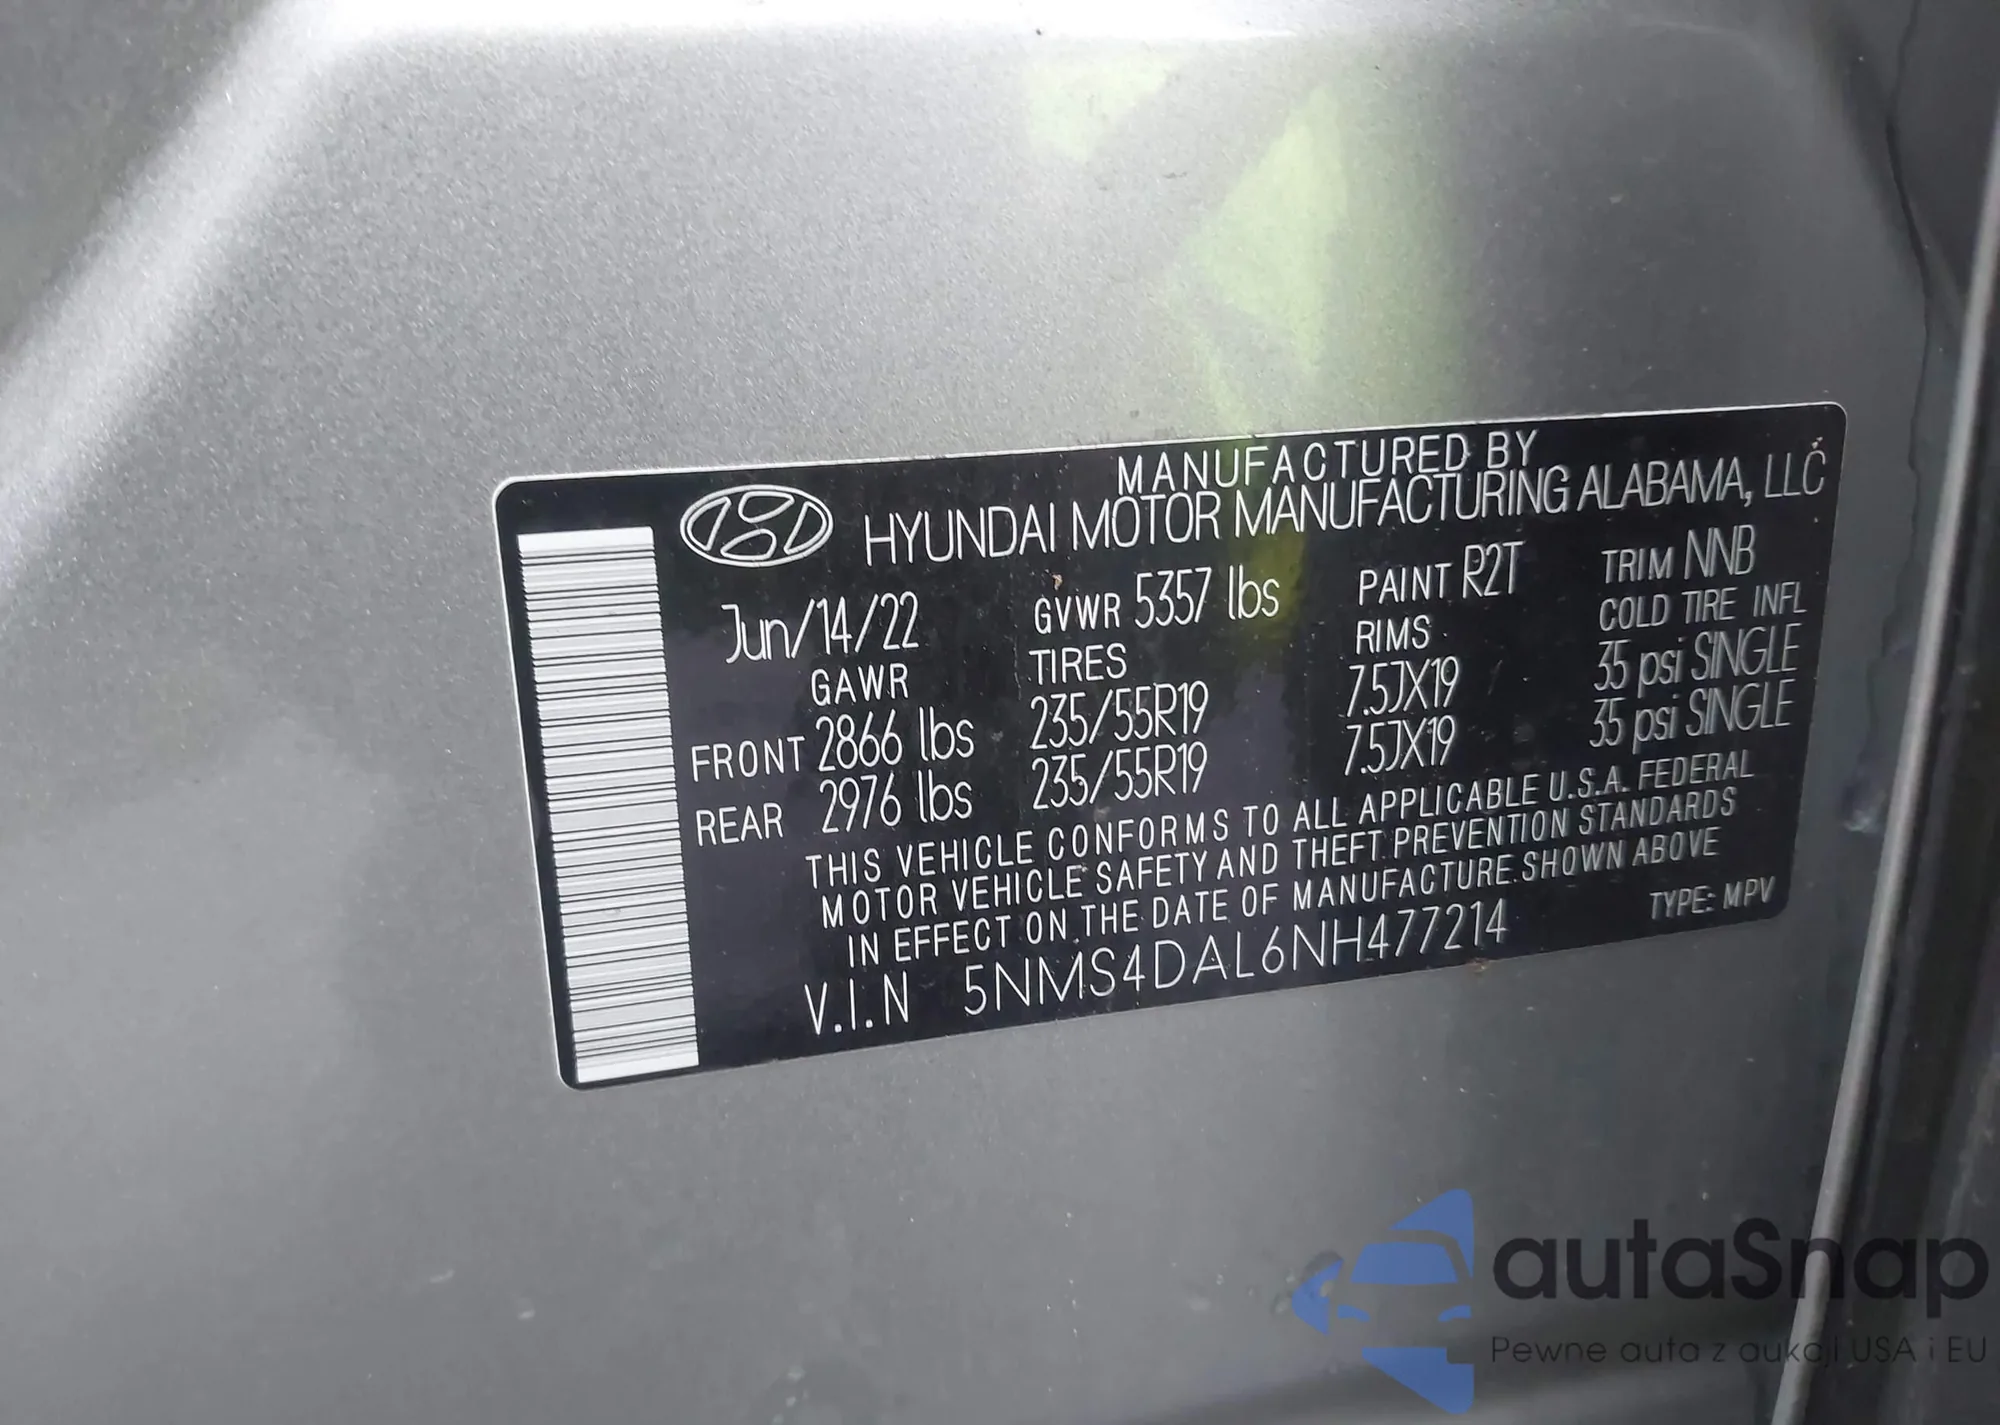 MANUFACTURED BY
HYUNDAI MOTOR MANUFACTURING ALABAMA, LLC
Jun/14/22 GVWR 5357 lbs PAINT R2T TRIM NNB
GAWR TIRES RIMS COLD TIRE INFL
FRONT 2866 lbs 235/55R19 7.5JX19 35 psi SINGLE
REAR 2976 lbs 235/55R19 7.5JX19 35 psi SINGLE
THIS VEHICLE CONFORMS TO ALL APPLICABLE U.S.A. FEDERAL
MOTOR VEHICLE SAFETY AND THEFT PREVENTION STANDARDS
IN EFFECT ON THE DATE OF MANUFACTURE SHOWN ABOVE
V.I.N 5NMS4DAL6NH477214 TYPE: MPV
autaSnap
Pewne auta z aukcji USA i EU